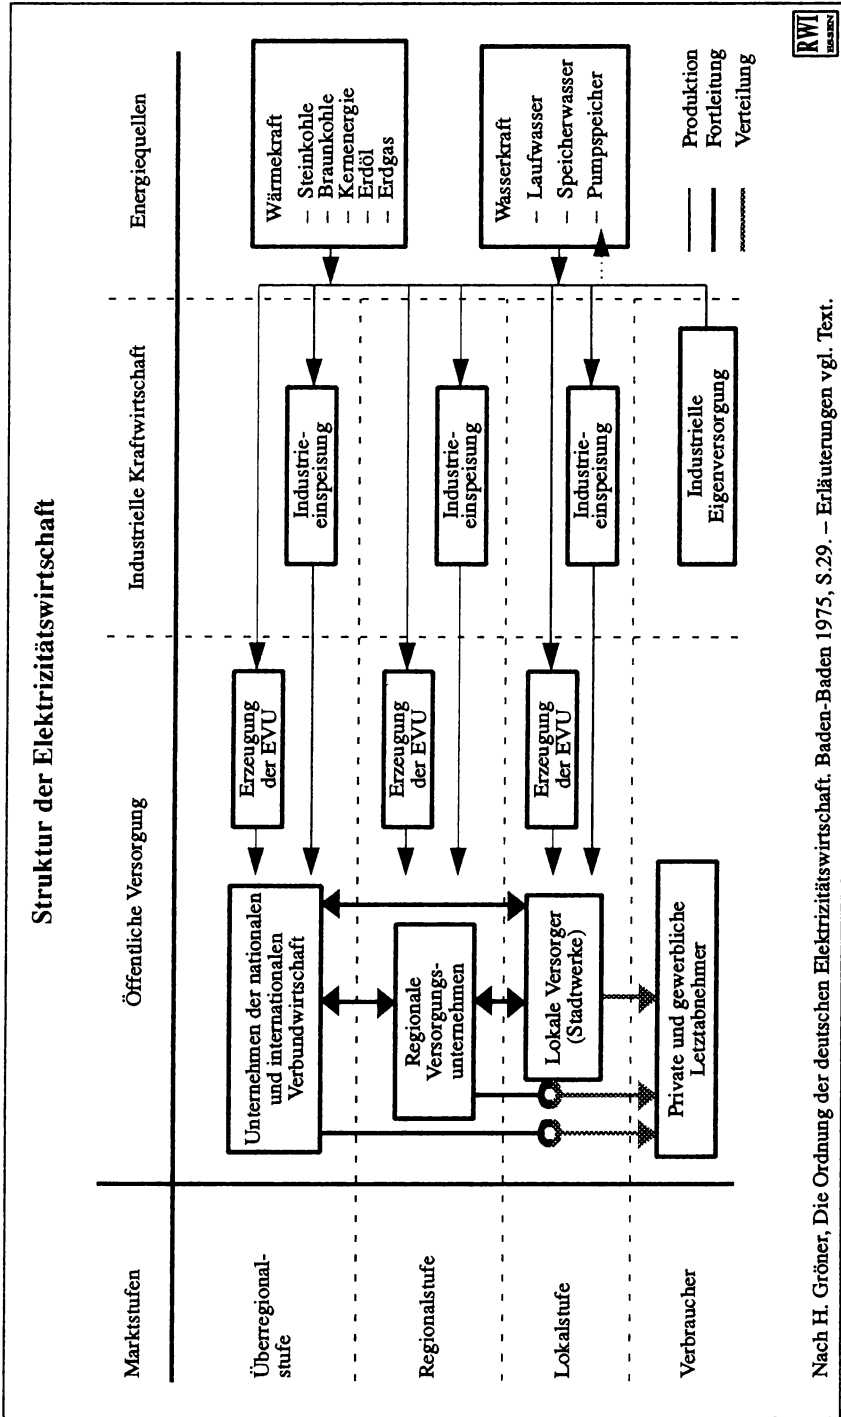 Struktur der Elektrizitätswirtschaft
Marktstufen
Öffentliche Versorgung
Industrielle Kraftwirtschaft
Energiequellen
Überregional-
stufe
Unternehmen der nationalen
und internationalen
Verbundwirtschaft
Erzeugung
der EVU
Industrie-
einspeisung
Wärmekraft
– Steinkohle
– Braunkohle
– Kernenergie
– Erdöl
– Erdgas
Regionalstufe
Regionale
Versorgungs-
unternehmen
Erzeugung
der EVU
Industrie-
einspeisung
Lokalstufe
Lokale Versorger
(Stadtwerke)
Erzeugung
der EVU
Industrie-
einspeisung
Wasserkraft
– Laufwasser
– Speicherwasser
– Pumpspeicher
Verbraucher
Private und gewerbliche
Letztabnehmer
Industrielle
Eigenversorgung
Produktion
Fortleitung
Verteilung
Nach H. Gröner, Die Ordnung der deutschen Elektrizitätswirtschaft. Baden-Baden 1975, S.29. – Erläuterungen vgl. Text.
RWI
ESSEN